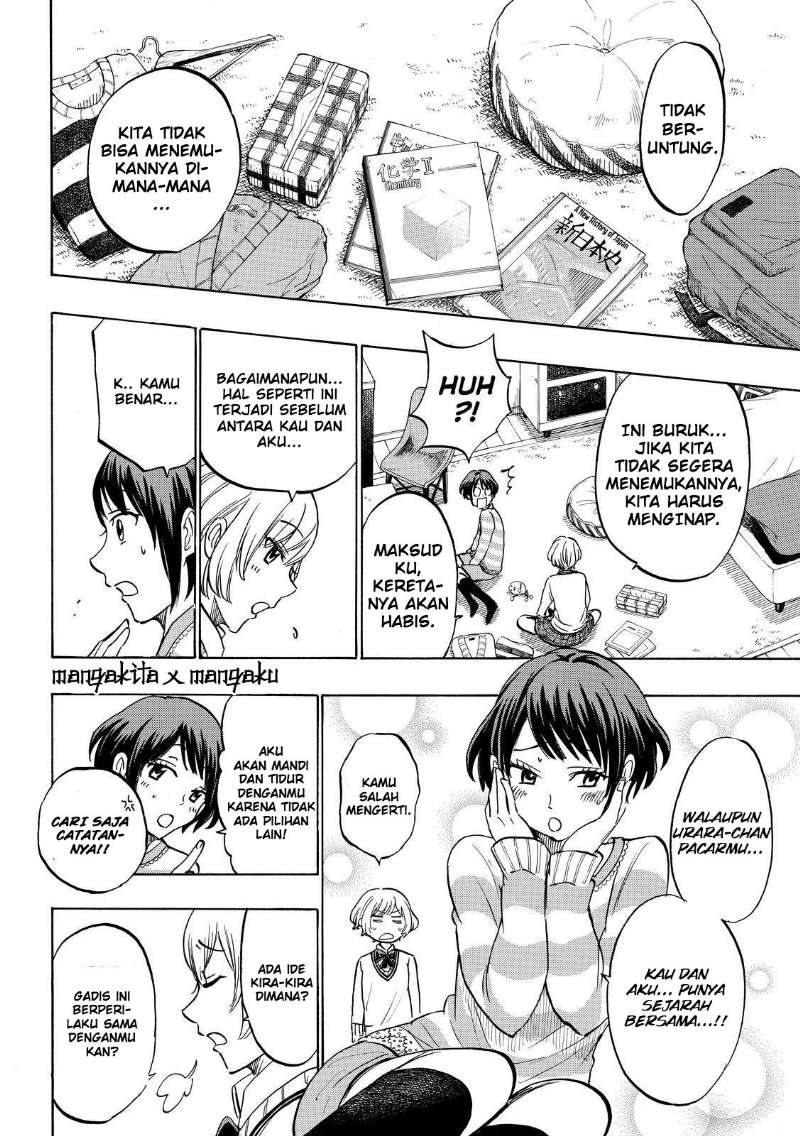 TIDAK
BER-
UNTUNG.
KITA TIDAK
BISA MENEMU-
KANNYA DI-
MANA-MANA
...
化学I
Chemistry
A New History of Japan
新日本史
HUH
?!
INI BURUK...
JIKA KITA
TIDAK SEGERA
MENEMUKANNYA,
KITA HARUS
MENGINAP.
MAKSUD
KU,
KERETA-
NYA AKAN
HABIS.
BAGAIMANAPUN...
HAL SEPERTI INI
TERJADI SEBELUM
ANTARA KAU DAN
AKU...
K.. KAMU
BENAR...
mangakita x mangaku
WALAUPUN
URARA-CHAN
PACARMU...
KAU DAN
AKU... PUNYA
SEJARAH
BERSAMA...!!
KAMU
SALAH
MENGERTI.
AKU
AKAN MANDI
DAN TIDUR
DENGANMU
KARENA TIDAK
ADA PILIHAN
LAIN!
CARI SAJA
CATATAN-
NYA!!
ADA IDE
KIRA-KIRA
DIMANA?
GADIS INI
BERPERI-
LAKU SAMA
DENGANMU
KAN?